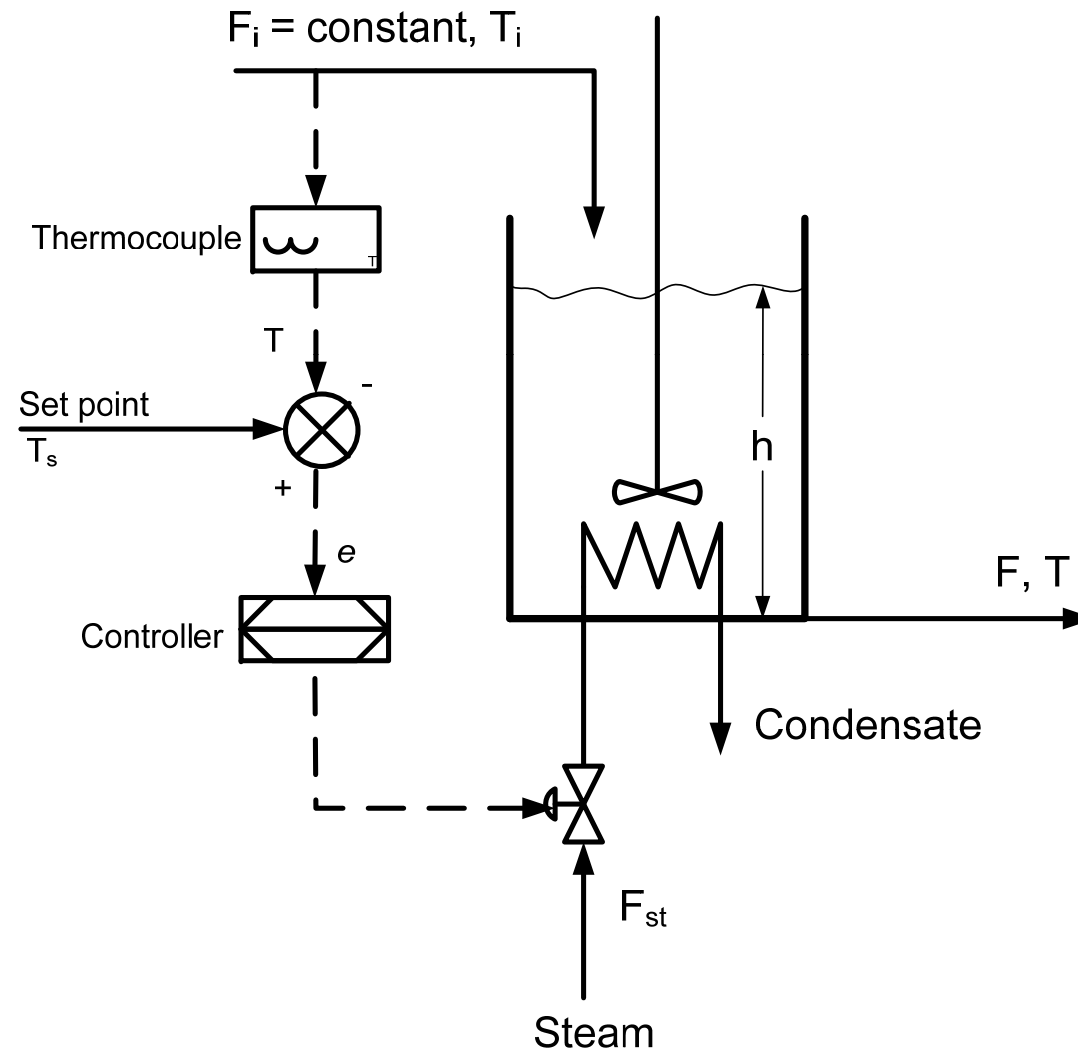 Fi = constant, Ti
Thermocouple
T
T
-
Set point
Ts
+
e
Controller
h
F, T
Condensate
Fst
Steam